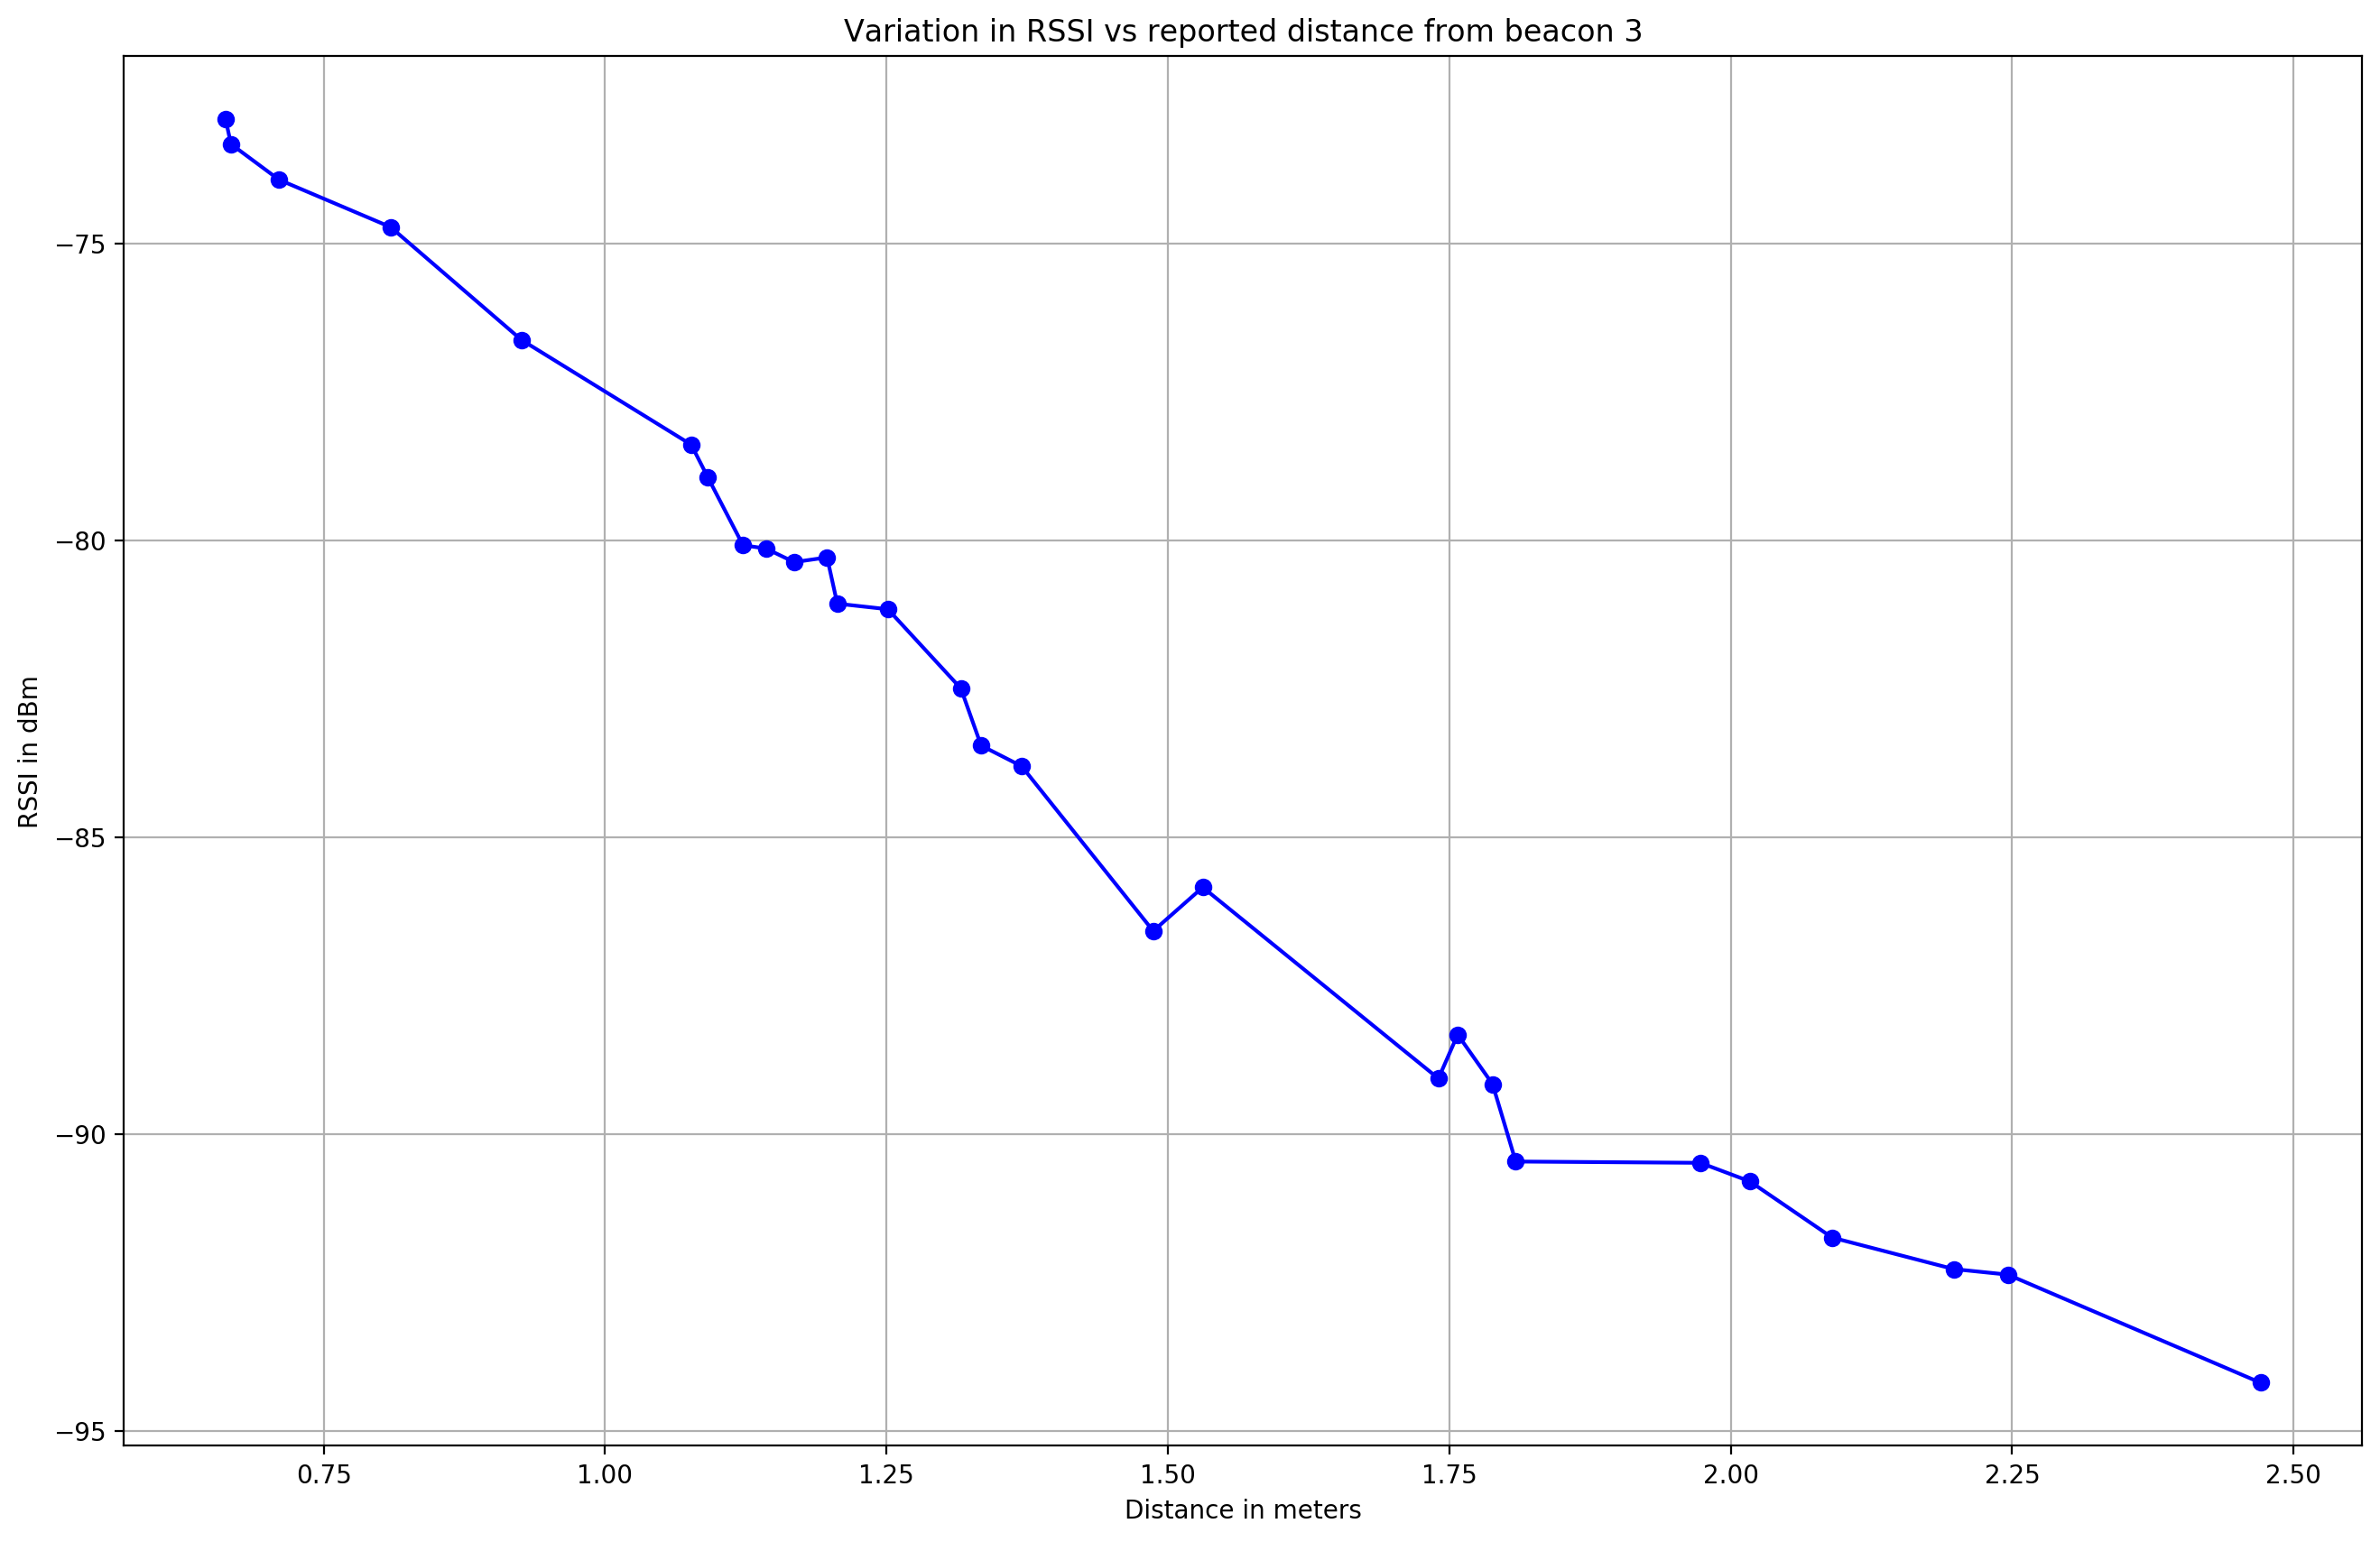 Variation in RSSI vs reported distance from beacon 3
RSSI in dBm
−75
−80
−85
−90
−95
0.75 1.00 1.25 1.50 1.75 2.00 2.25 2.50
Distance in meters